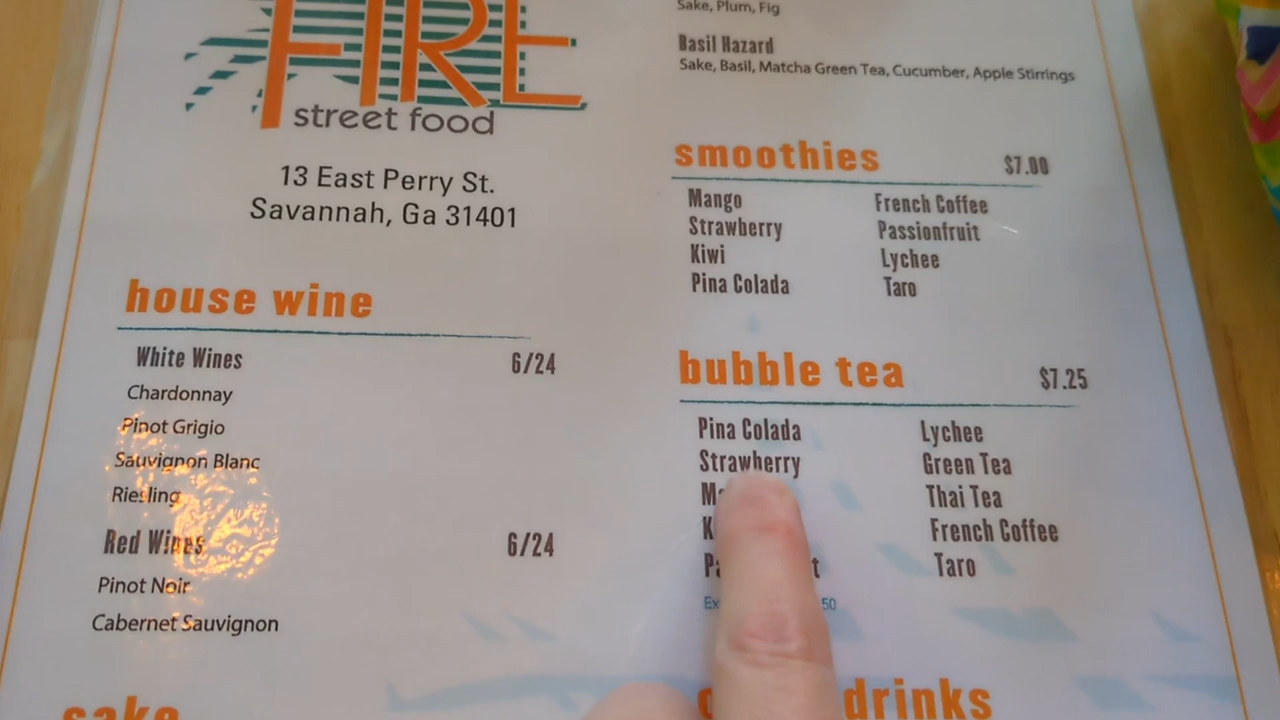 FIRE
street food
13 East Perry St.
Savannah, Ga 31401
house wine
White Wines 6/24
Chardonnay
Pinot Grigio
Sauvignon Blanc
Riesling
Red Wines 6/24
Pinot Noir
Cabernet Sauvignon
sake
Sake, Plum, Fig
Basil Hazard
Sake, Basil, Matcha Green Tea, Cucumber, Apple Stirrings
smoothies $7.00
Mango French Coffee
Strawberry Passionfruit
Kiwi Lychee
Pina Colada Taro
bubble tea $7.25
Pina Colada Lychee
Strawberry Green Tea
Thai Tea
French Coffee
Taro
50
drinks